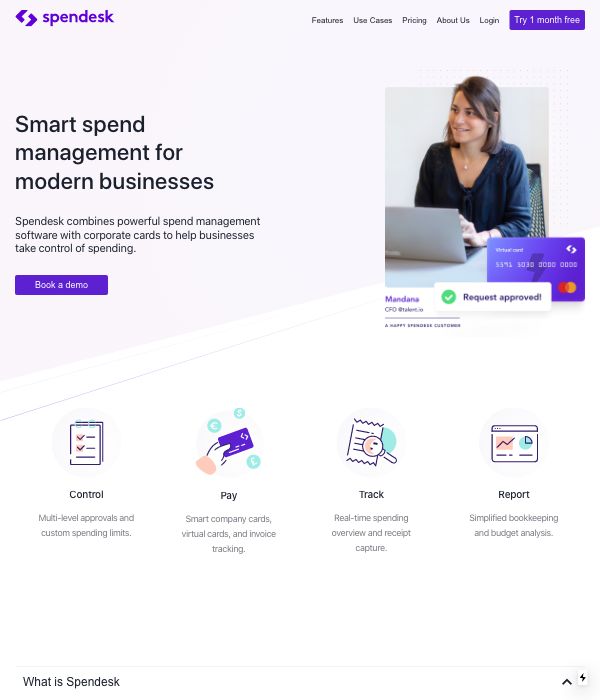 spendesk
Features Use Cases Pricing About Us Login Try 1 month free
Smart spend
management for
modern businesses
Spendesk combines powerful spend management
software with corporate cards to help businesses
take control of spending.
Book a demo
Virtual card
5591 5030 0000 0000
Request approved!
Mandana
CFO @talent.io
A HAPPY SPENDESK CUSTOMER
Control
Multi-level approvals and
custom spending limits.
Pay
Smart company cards,
virtual cards, and invoice
tracking.
Track
Real-time spending
overview and receipt
capture.
Report
Simplified bookkeeping
and budget analysis.
What is Spendesk